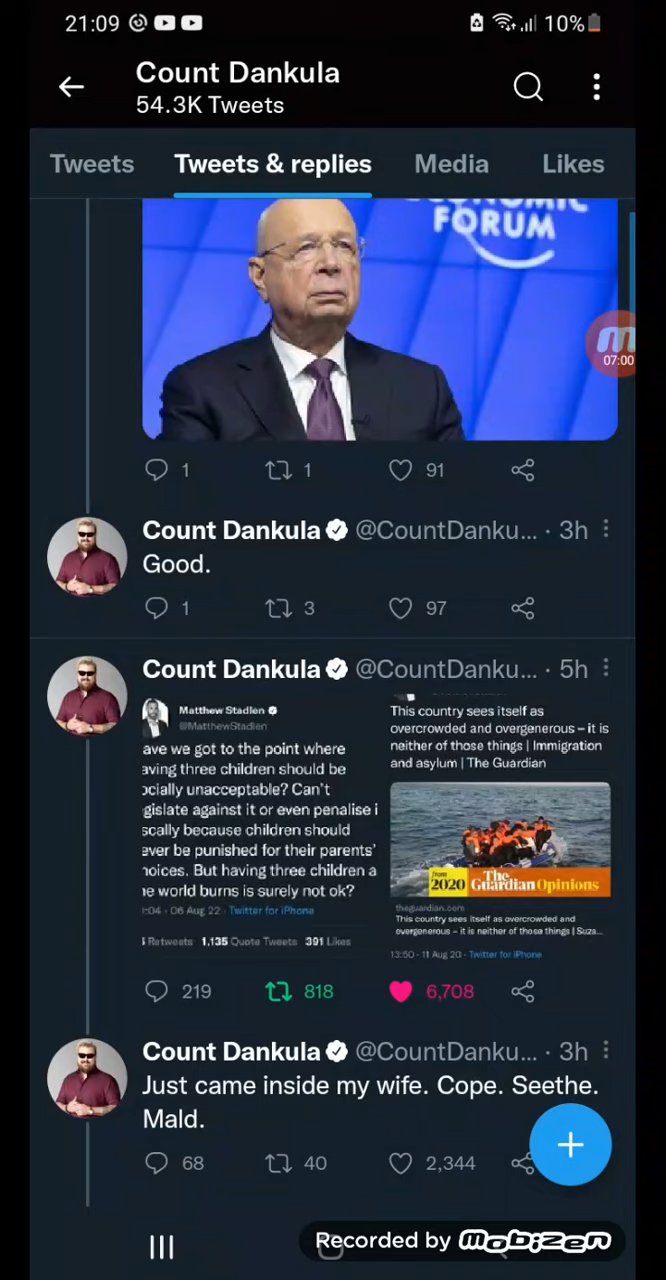 21:09
10%
Count Dankula
54.3K Tweets
Tweets
Tweets & replies
Media
Likes
ECONOMIC
FORUM
07:00
1
1
91
Count Dankula @CountDanku... · 3h
Good.
1
3
97
Count Dankula @CountDanku... · 5h
Matthew Stadlen
@MatthewStadlen
ave we got to the point where
aving three children should be
ocially unacceptable? Can't
gislate against it or even penalise i
scally because children should
ever be punished for their parents'
hoices. But having three children a
he world burns is surely not ok?
:04 · 06 Aug 22 · Twitter for iPhone
Retweets 1,135 Quote Tweets 391 Likes
This country sees itself as
overcrowded and overgenerous – it is
neither of those things | Immigration
and asylum | The Guardian
from
2020
The
Guardian Opinions
theguardian.com
This country sees itself as overcrowded and
overgenerous – it is neither of those things | Suza...
13:50 · 11 Aug 20 · Twitter for iPhone
219
818
6,708
Count Dankula @CountDanku... · 3h
Just came inside my wife. Cope. Seethe.
Mald.
68
40
2,344
Recorded by mobizen